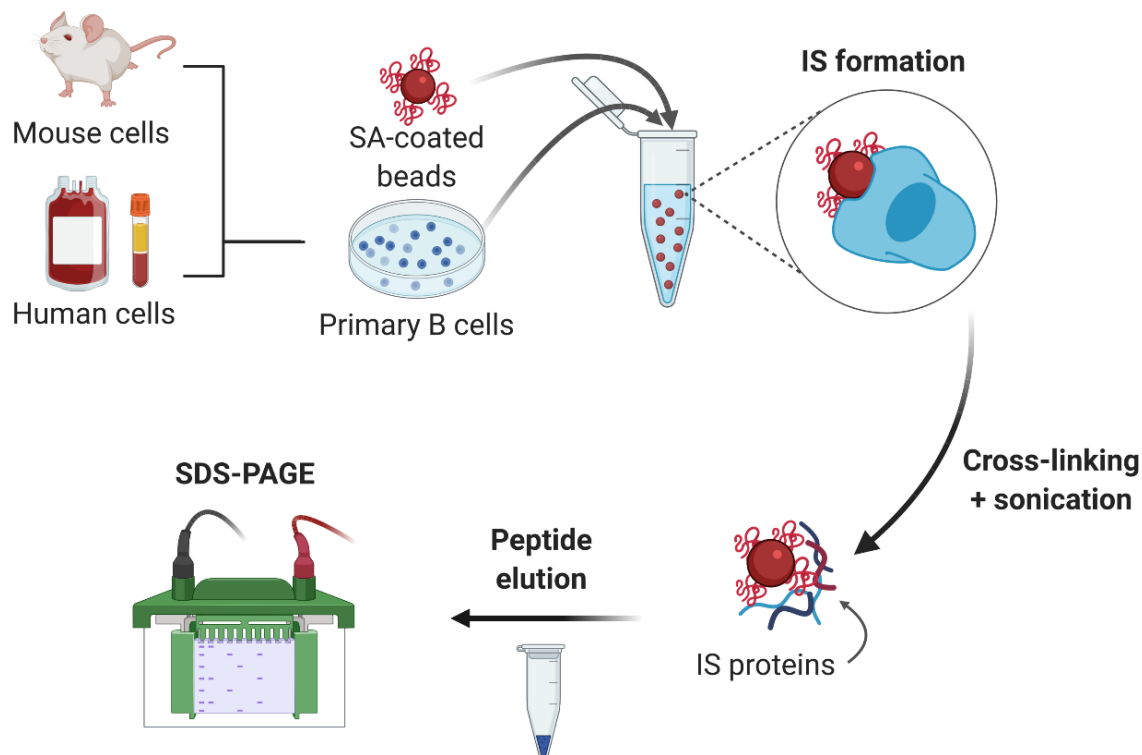 Mouse cells
Human cells
SA-coated
beads
Primary B cells
IS formation
Cross-linking
+ sonication
IS proteins
Peptide
elution
SDS-PAGE